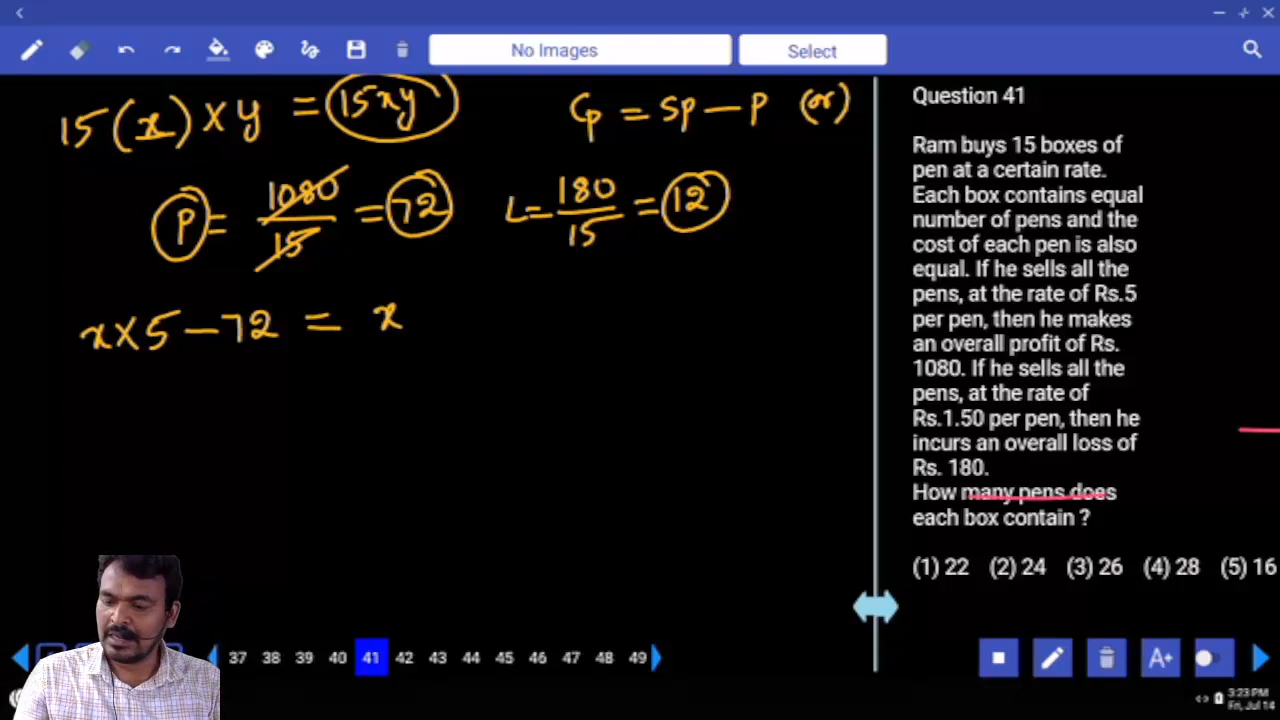 No Images
Select
15(x) × y = 15xy
Cp = Sp – P (or)
P = 1080/15 = 72
L = 180/15 = 12
x × 5 – 72 = x
Question 41
Ram buys 15 boxes of
pen at a certain rate.
Each box contains equal
number of pens and the
cost of each pen is also
equal. If he sells all the
pens, at the rate of Rs.5
per pen, then he makes
an overall profit of Rs.
1080. If he sells all the
pens, at the rate of
Rs.1.50 per pen, then he
incurs an overall loss of
Rs. 180.
How many pens does
each box contain ?
(1) 22 (2) 24 (3) 26 (4) 28 (5) 16
37 38 39 40 41 42 43 44 45 46 47 48 49
A+
3:23 PM
Fri, Jul 14